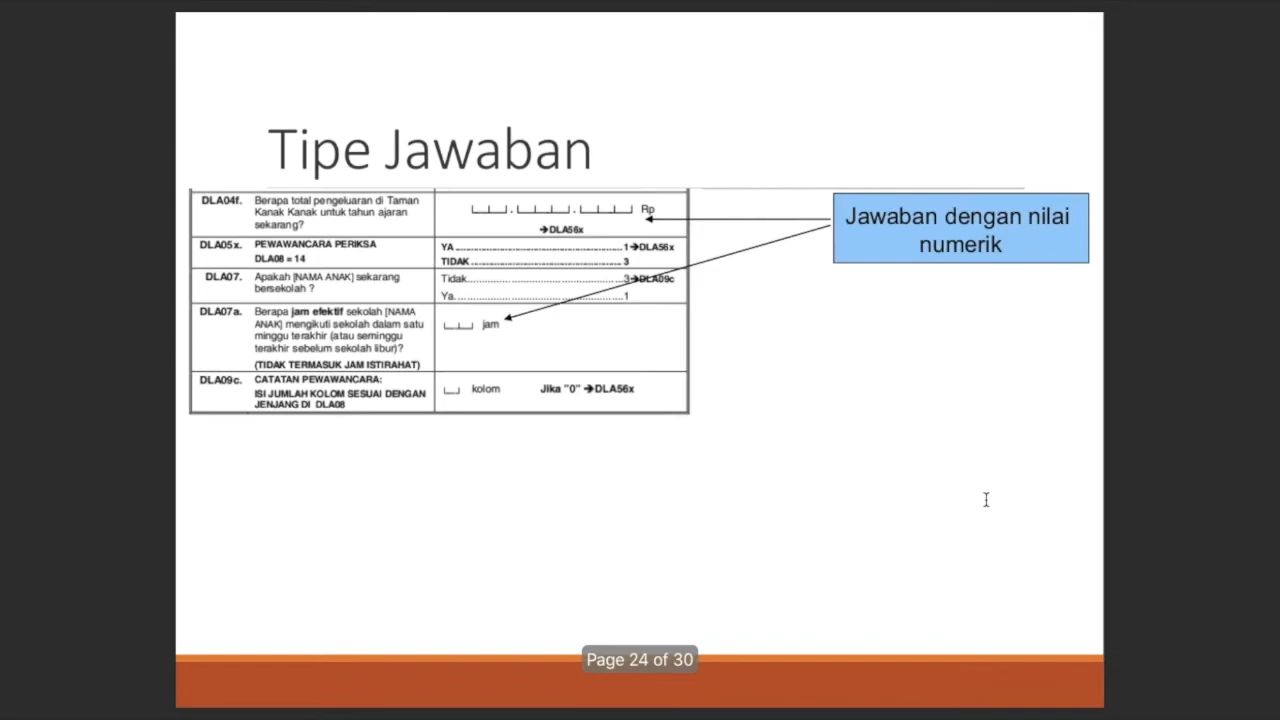 Tipe Jawaban
DLA04f. Berapa total pengeluaran di Taman
Kanak Kanak untuk tahun ajaran
sekarang?
Rp
➔DLA56x
Jawaban dengan nilai
numerik
DLA05x. PEWAWANCARA PERIKSA
DLA08 = 14
YA ........ 1➔DLA56x
TIDAK ........ 3
DLA07. Apakah [NAMA ANAK] sekarang
bersekolah ?
Tidak........ 3➔DLA09c
Ya........ 1
DLA07a. Berapa jam efektif sekolah [NAMA
ANAK] mengikuti sekolah dalam satu
minggu terakhir (atau seminggu
terakhir sebelum sekolah libur)?
(TIDAK TERMASUK JAM ISTIRAHAT)
jam
DLA09c. CATATAN PEWAWANCARA:
ISI JUMLAH KOLOM SESUAI DENGAN
JENJANG DI DLA08
kolom Jika "0" ➔DLA56x
Page 24 of 30